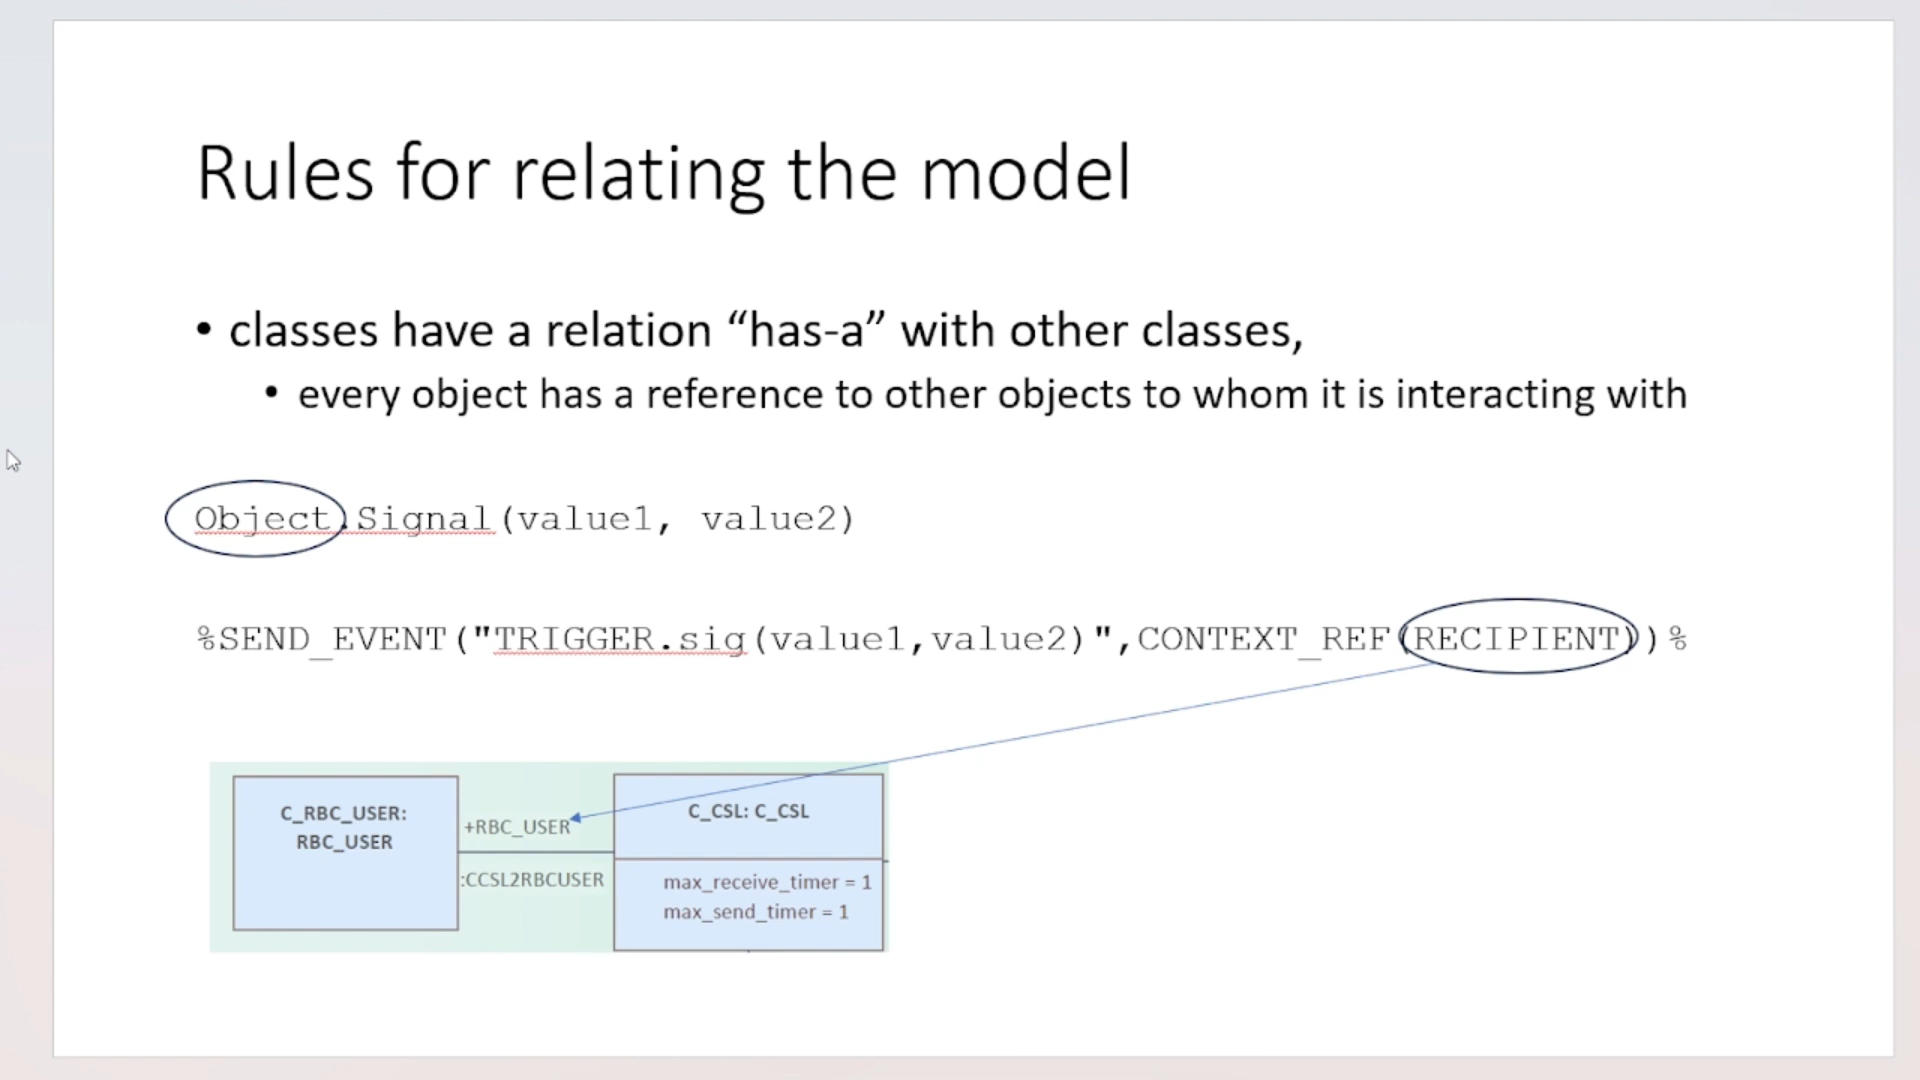 Rules for relating the model
• classes have a relation “has-a” with other classes,
• every object has a reference to other objects to whom it is interacting with
Object.Signal(value1, value2)
%SEND_EVENT("TRIGGER.sig(value1,value2)",CONTEXT_REF(RECIPIENT))%
C_RBC_USER:
RBC_USER
+RBC_USER
:CCSL2RBCUSER
C_CSL: C_CSL
max_receive_timer = 1
max_send_timer = 1